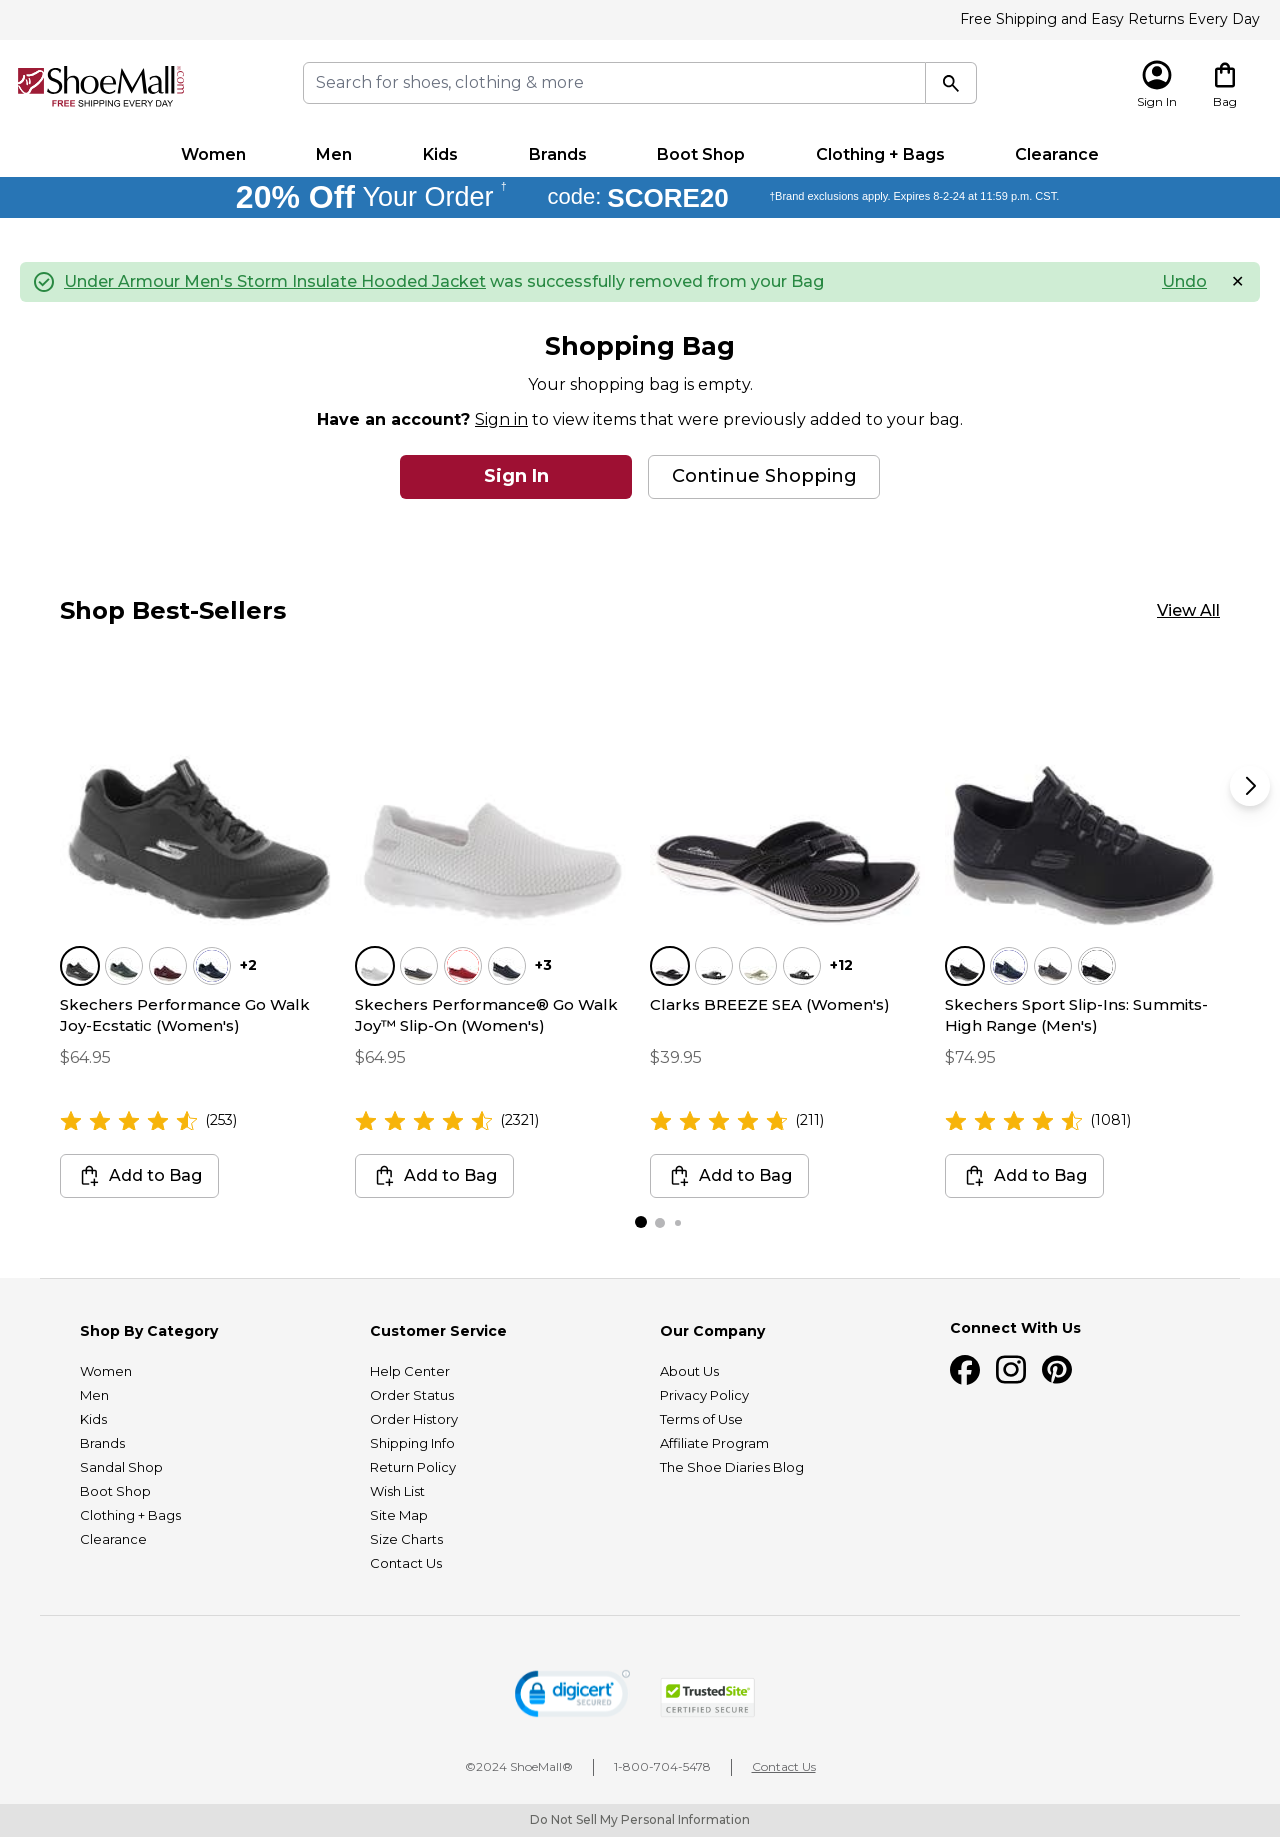 Free Shipping and Easy Returns Every Day
ShoeMall.com
FREE SHIPPING EVERY DAY
Search for shoes, clothing & more
Sign In
Bag
Women
Men
Kids
Brands
Boot Shop
Clothing + Bags
Clearance
20% Off Your Order †
code: SCORE20
†Brand exclusions apply. Expires 8-2-24 at 11:59 p.m. CST.
Under Armour Men's Storm Insulate Hooded Jacket was successfully removed from your Bag
Undo
Shopping Bag
Your shopping bag is empty.
Have an account? Sign in to view items that were previously added to your bag.
Sign In
Continue Shopping
Shop Best-Sellers
View All
+2
Skechers Performance Go Walk
Joy-Ecstatic (Women's)
$64.95
(253)
Add to Bag
+3
Skechers Performance® Go Walk
Joy™ Slip-On (Women's)
$64.95
(2321)
Add to Bag
+12
Clarks BREEZE SEA (Women's)
$39.95
(211)
Add to Bag
Skechers Sport Slip-Ins: Summits-
High Range (Men's)
$74.95
(1081)
Add to Bag
Shop By Category
Women
Men
Kids
Brands
Sandal Shop
Boot Shop
Clothing + Bags
Clearance
Customer Service
Help Center
Order Status
Order History
Shipping Info
Return Policy
Wish List
Site Map
Size Charts
Contact Us
Our Company
About Us
Privacy Policy
Terms of Use
Affiliate Program
The Shoe Diaries Blog
Connect With Us
digicert
SECURED
TrustedSite
CERTIFIED SECURE
©2024 ShoeMall®
1-800-704-5478
Contact Us
Do Not Sell My Personal Information